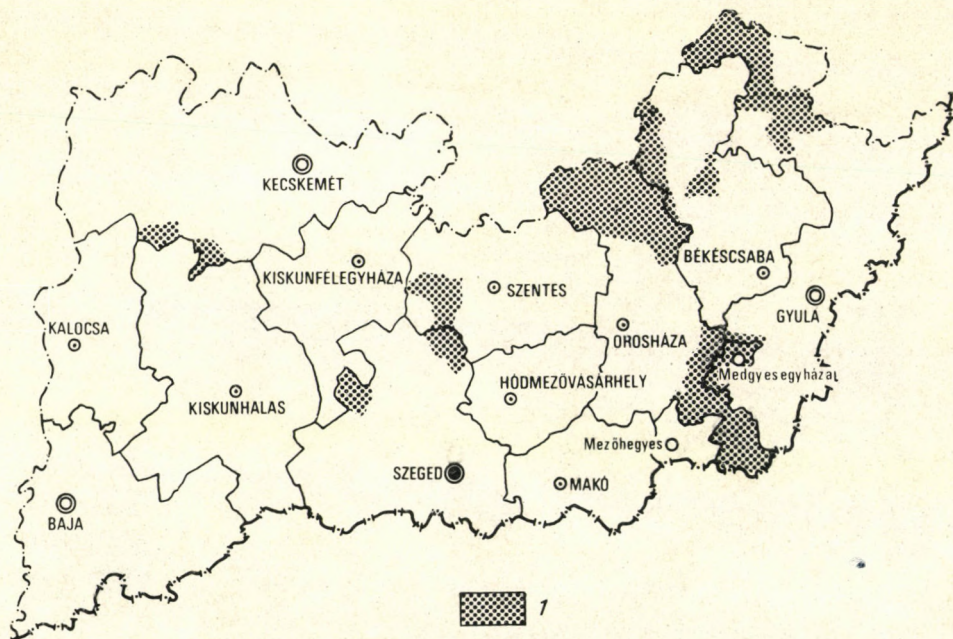 KECSKEMÉT
KISKUNFÉLEGYHÁZA
SZENTES
BÉKÉSCSABA
GYULA
KALOCSA
OROSHÁZA
Medgyesegyháza
KISKUNHALAS
HÓDMEZŐVÁSÁRHELY
Mezőhegyes
SZEGED
MAKÓ
BAJA
1